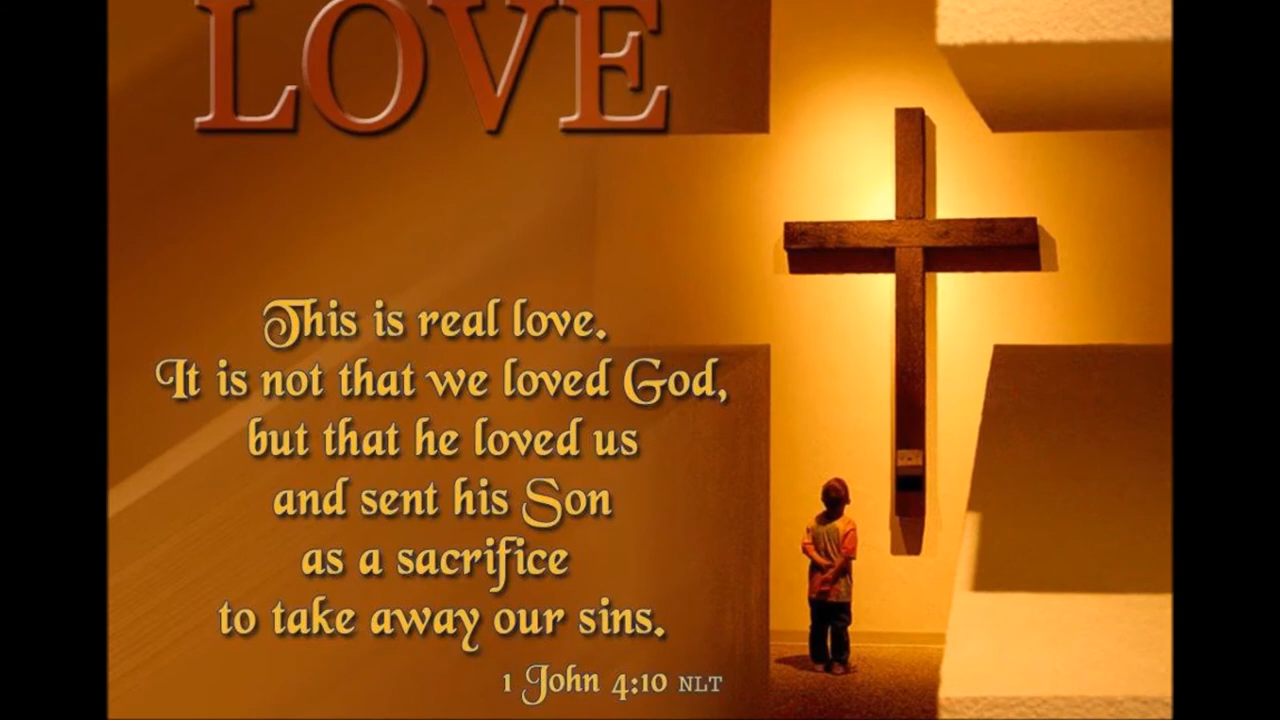 LOVE
This is real love.
It is not that we loved God,
but that he loved us
and sent his Son
as a sacrifice
to take away our sins.
1 John 4:10 NLT